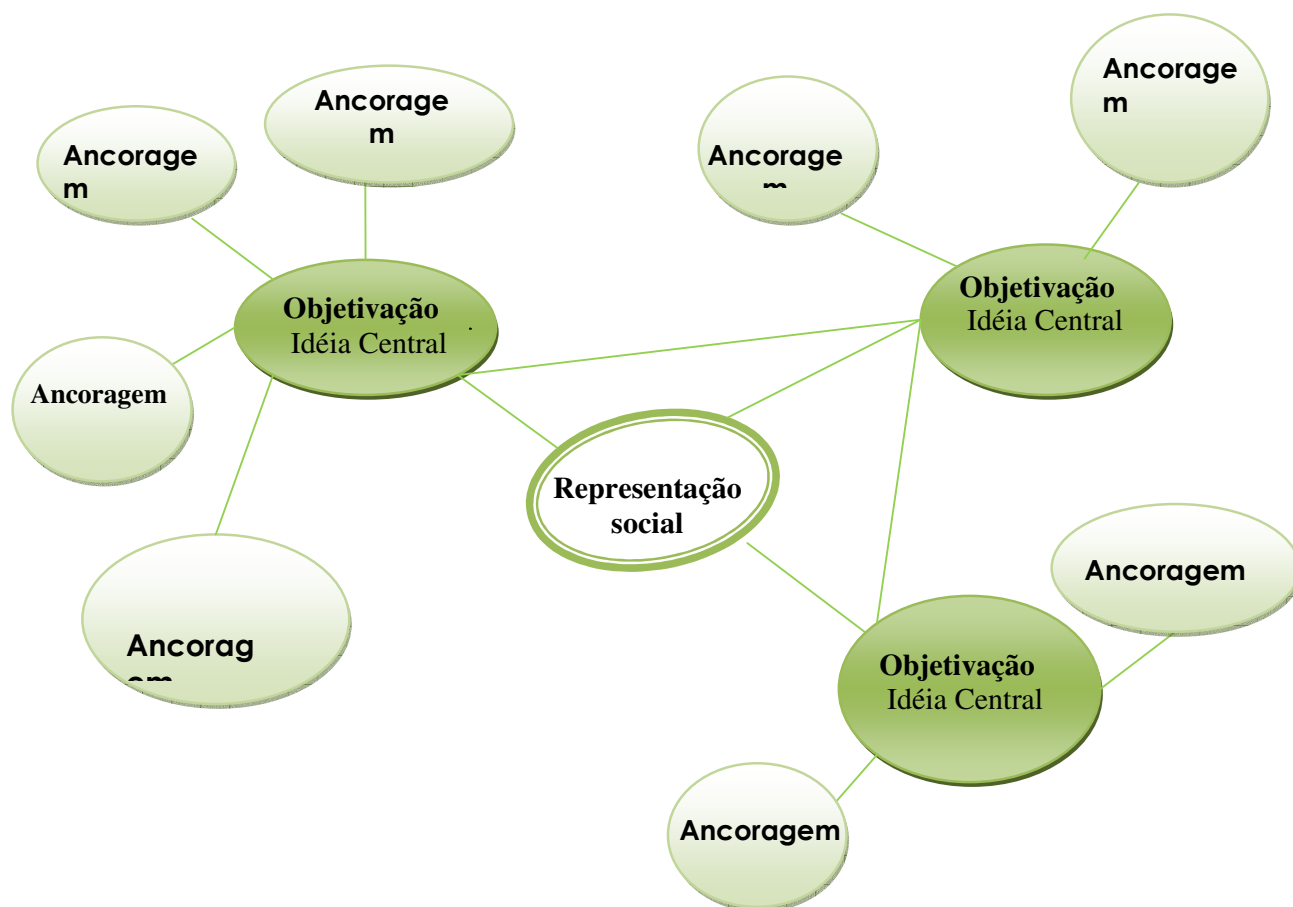 Ancorage
m
Ancorage
m
Ancorage
m
Ancorage
m
Objetivação
Idéia Central
Objetivação
Idéia Central
Ancoragem
Representação
social
Ancoragem
Ancorag
em
Objetivação
Idéia Central
Ancoragem